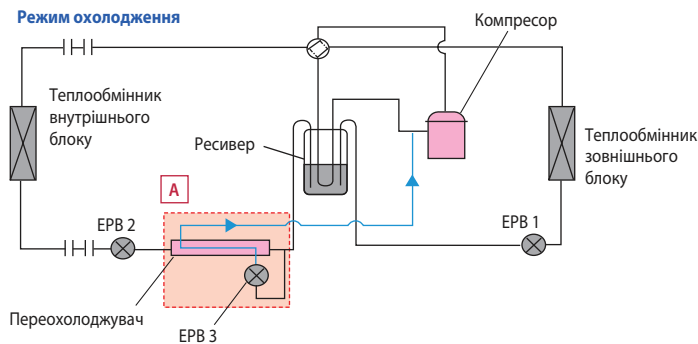 Режим охолодження
Компресор
Теплообмінник
внутрішнього
блоку
Ресивер
Теплообмінник
зовнішнього
блоку
A
ЕРВ 2
ЕРВ 1
Переохолоджувач
ЕРВ 3